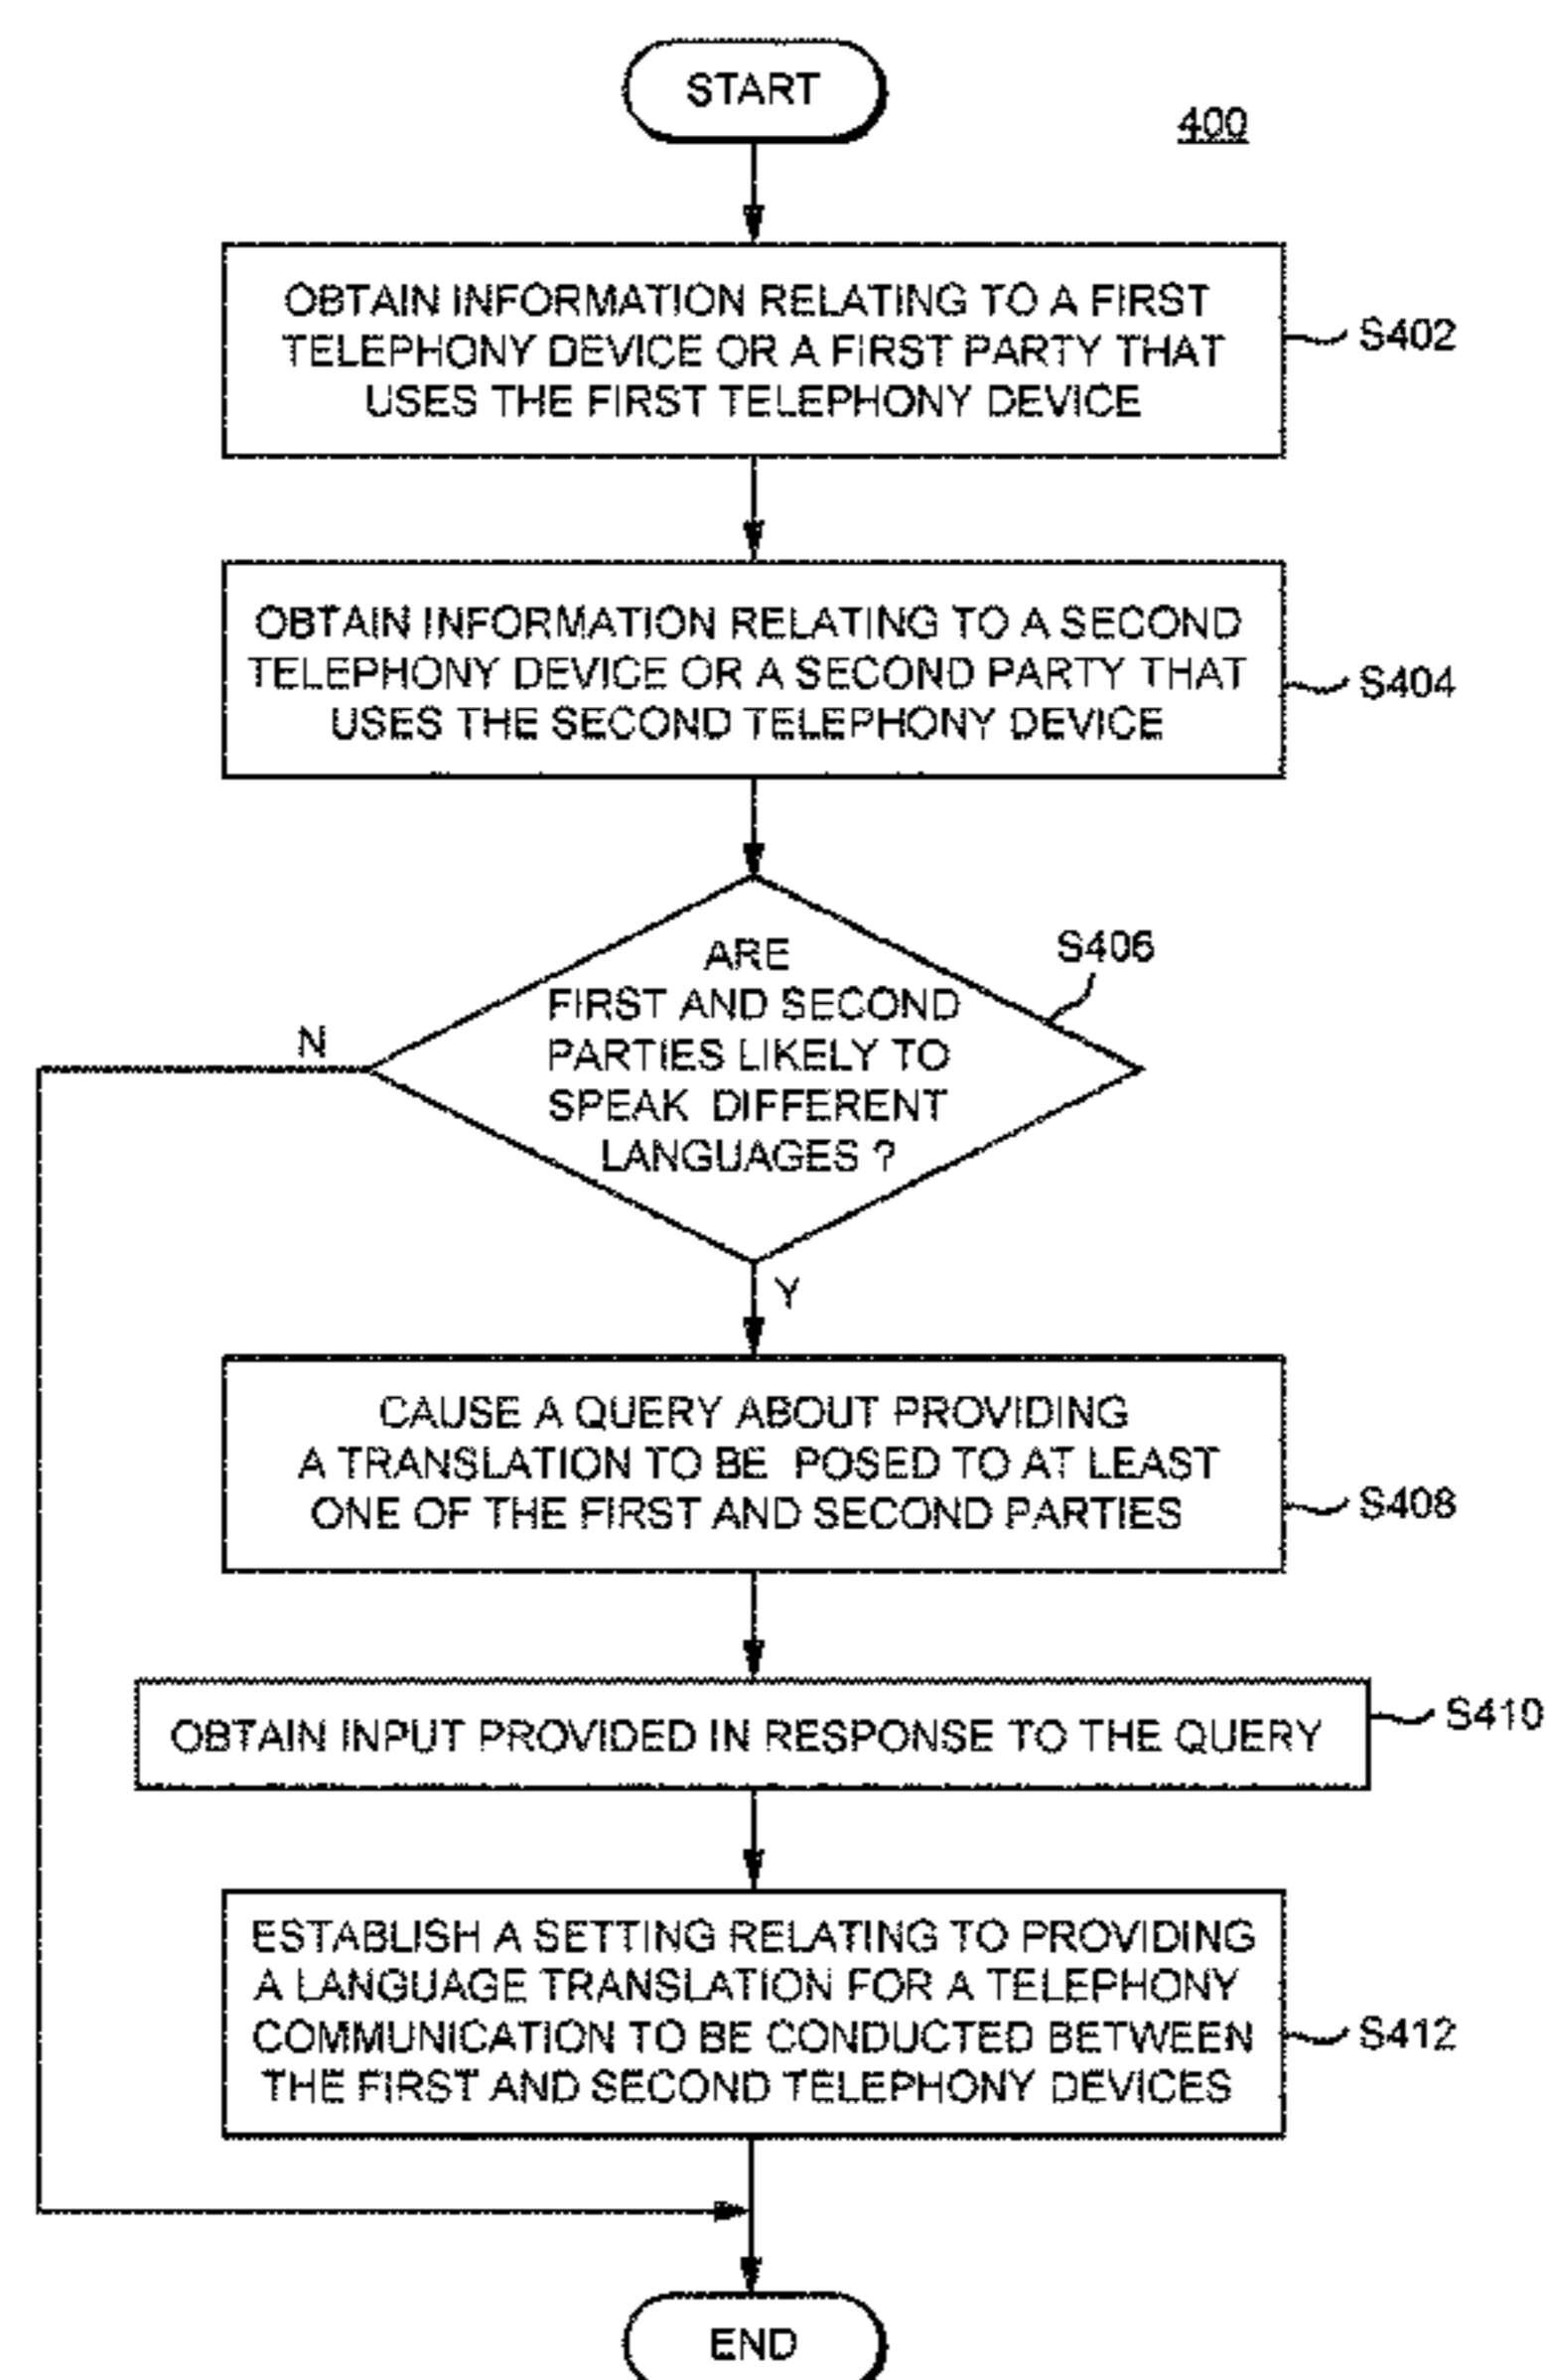 START
400
OBTAIN INFORMATION RELATING TO A FIRST
TELEPHONY DEVICE OR A FIRST PARTY THAT
USES THE FIRST TELEPHONY DEVICE
S402
OBTAIN INFORMATION RELATING TO A SECOND
TELEPHONY DEVICE OR A SECOND PARTY THAT
USES THE SECOND TELEPHONY DEVICE
S404
ARE
FIRST AND SECOND
PARTIES LIKELY TO
SPEAK DIFFERENT
LANGUAGES ?
S406
N
Y
CAUSE A QUERY ABOUT PROVIDING
A TRANSLATION TO BE POSED TO AT LEAST
ONE OF THE FIRST AND SECOND PARTIES
S408
OBTAIN INPUT PROVIDED IN RESPONSE TO THE QUERY
S410
ESTABLISH A SETTING RELATING TO PROVIDING
A LANGUAGE TRANSLATION FOR A TELEPHONY
COMMUNICATION TO BE CONDUCTED BETWEEN
THE FIRST AND SECOND TELEPHONY DEVICES
S412
END